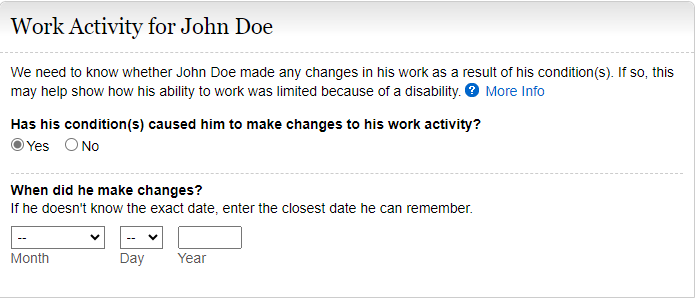 Work Activity for John Doe
We need to know whether John Doe made any changes in his work as a result of his condition(s). If so, this
may help show how his ability to work was limited because of a disability. ? More Info
Has his condition(s) caused him to make changes to his work activity?
Yes No
When did he make changes?
If he doesn't know the exact date, enter the closest date he can remember.
-- --
Month Day Year